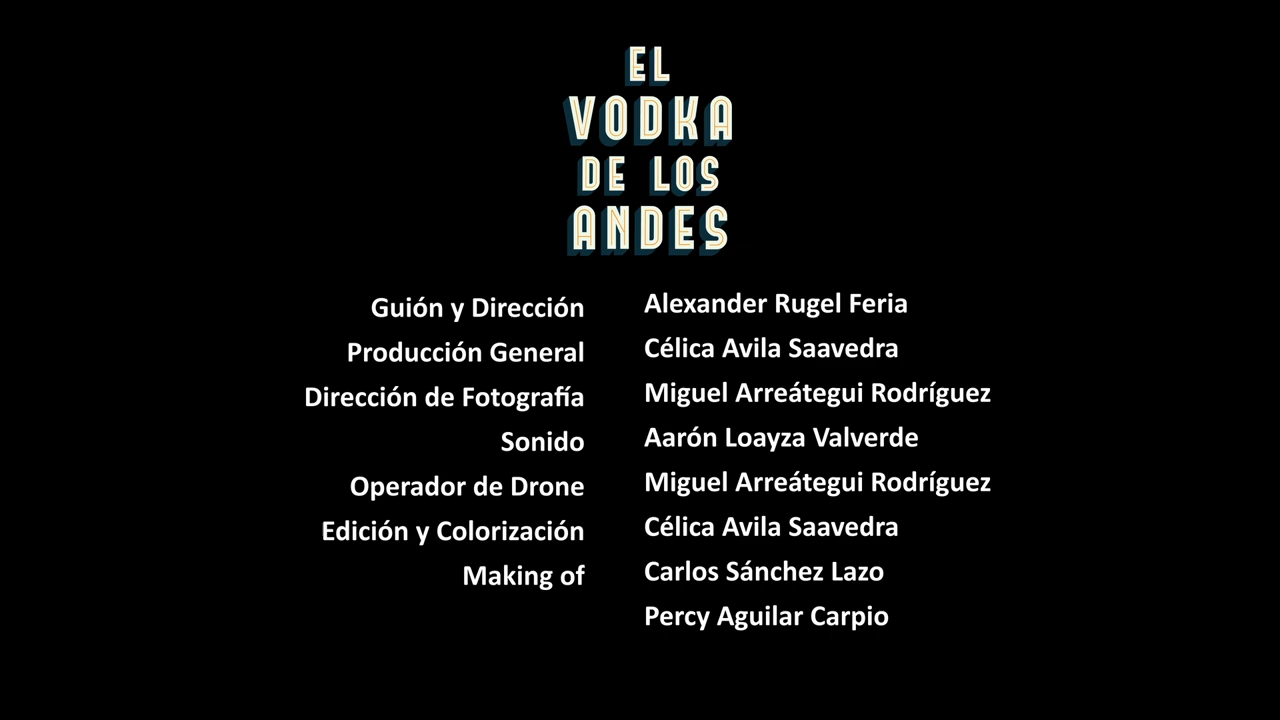 EL
VODKA
DE LOS
ANDES
Guión y Dirección Alexander Rugel Feria
Producción General Célica Avila Saavedra
Dirección de Fotografía Miguel Arreátegui Rodríguez
Sonido Aarón Loayza Valverde
Operador de Drone Miguel Arreátegui Rodríguez
Edición y Colorización Célica Avila Saavedra
Making of Carlos Sánchez Lazo
Percy Aguilar Carpio